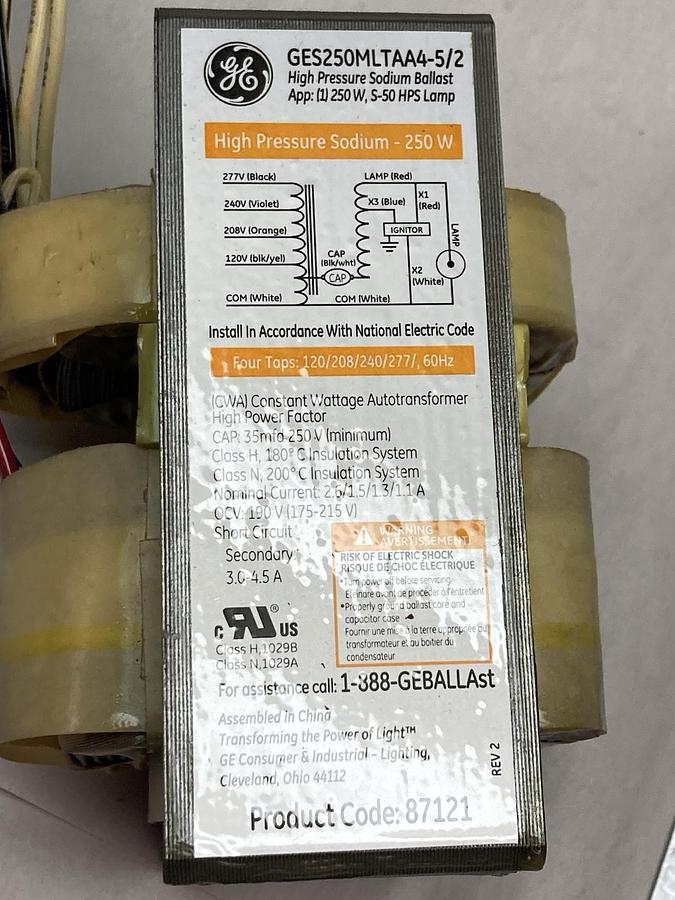 GE
GES250MLTAA4-5/2
High Pressure Sodium Ballast
App: (1) 250 W, S-50 HPS Lamp
High Pressure Sodium - 250 W
277V (Black)
240V (Violet)
208V (Orange)
120V (blk/yel)
COM (White)
CAP
(Blk/wht)
CAP
LAMP (Red)
X3 (Blue)
X1
(Red)
IGNITOR
LAMP
X2
(White)
COM (White)
Install In Accordance With National Electric Code
Four Taps: 120/208/240/277/, 60Hz
(CWA) Constant Wattage Autotransformer
High Power Factor
CAP: 35mfd 250 V (minimum)
Class H, 180° C Insulation System
Class N, 200° C Insulation System
Nominal Current: 2.6/1.5/1.3/1.1 A
OCV: 190 V (175-215 V)
Short Circuit
Secondary:
3.0-4.5 A
WARNING
AVERTISSEMENT
RISK OF ELECTRIC SHOCK
RISQUE DE CHOC ÉLECTRIQUE
•Turn power off before servicing
Éteindre avant de procéder à l'entretient
•Properly ground ballast core and
capacitor case
Fournir une mise à la terre appropriée au
transformateur et au boitier du
condensateur
c RU® US
Class H,1029B
Class N,1029A
For assistance call: 1-888-GEBALLAst
Assembled in China
Transforming the Power of Light™
GE Consumer & Industrial - Lighting,
Cleveland, Ohio 44112
REV 2
Product Code: 87121